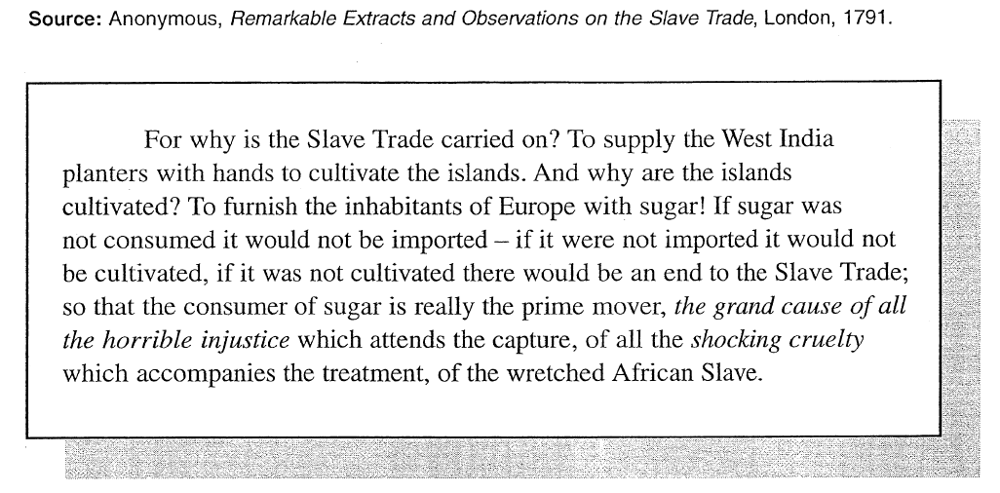 Source: Anonymous, Remarkable Extracts and Observations on the Slave Trade, London, 1791.
For why is the Slave Trade carried on? To supply the West India
planters with hands to cultivate the islands. And why are the islands
cultivated? To furnish the inhabitants of Europe with sugar! If sugar was
not consumed it would not be imported – if it were not imported it would not
be cultivated, if it was not cultivated there would be an end to the Slave Trade;
so that the consumer of sugar is really the prime mover, the grand cause of all
the horrible injustice which attends the capture, of all the shocking cruelty
which accompanies the treatment, of the wretched African Slave.